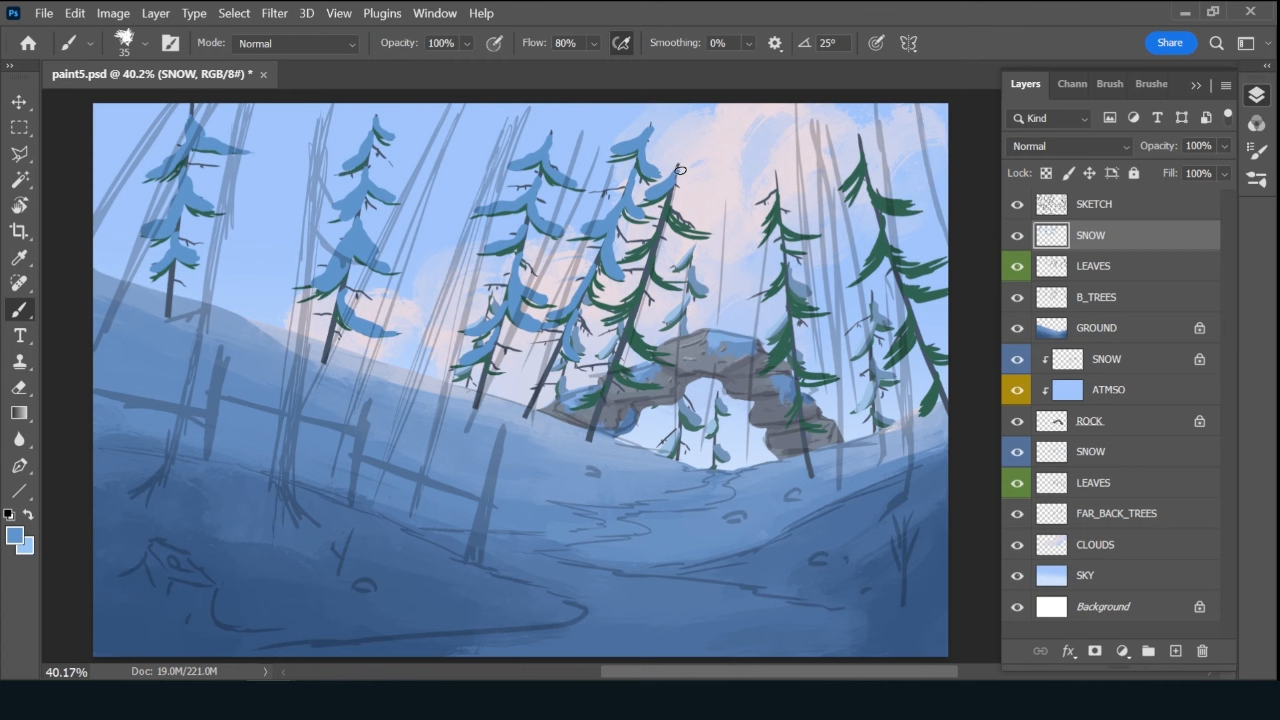 Ps File Edit Image Layer Type Select Filter 3D View Plugins Window Help
35 Mode: Normal Opacity: 100% Flow: 80% Smoothing: 0% 25° Share
paint5.psd @ 40.2% (SNOW, RGB/8#) * ×
Layers Chann Brush Brushe
Kind
Normal Opacity: 100%
Lock: Fill: 100%
SKETCH
SNOW
LEAVES
B_TREES
GROUND
SNOW
ATMSO
ROCK
SNOW
LEAVES
FAR_BACK_TREES
CLOUDS
SKY
Background
fx
40.17% Doc: 19.0M/221.0M